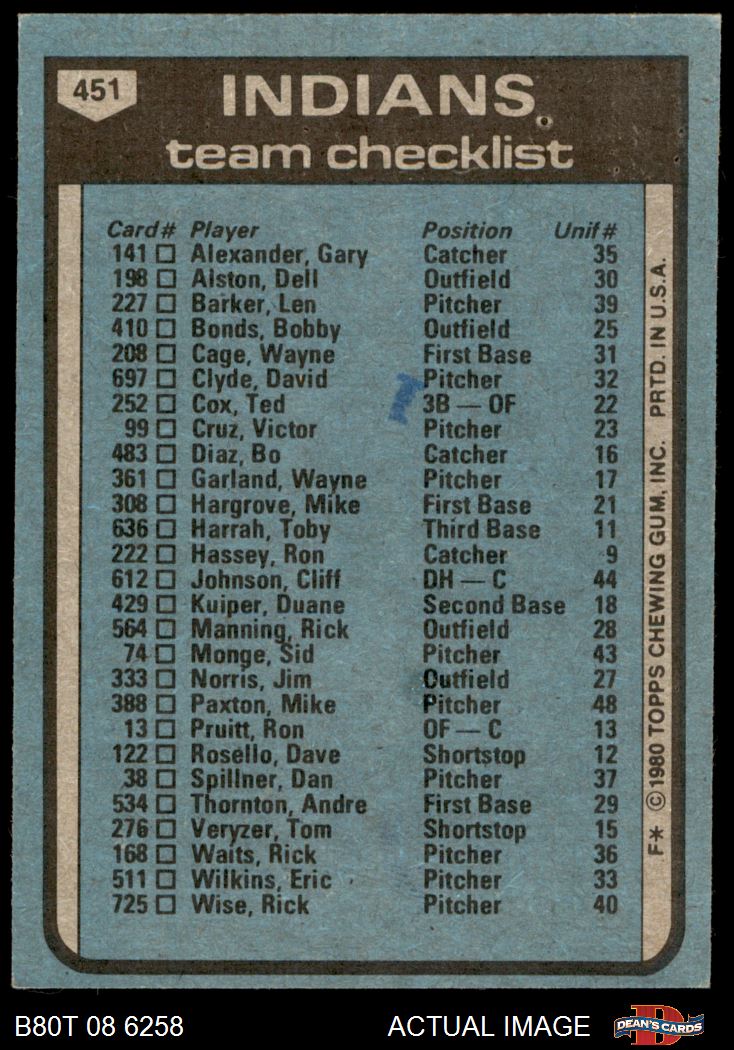 451
INDIANS
team checklist
Card # Player Position Unif #
141 Alexander, Gary Catcher 35
198 Alston, Dell Outfield 30
227 Barker, Len Pitcher 39
410 Bonds, Bobby Outfield 25
208 Cage, Wayne First Base 31
697 Clyde, David Pitcher 32
252 Cox, Ted 3B — OF 22
99 Cruz, Victor Pitcher 23
483 Diaz, Bo Catcher 16
361 Garland, Wayne Pitcher 17
308 Hargrove, Mike First Base 21
636 Harrah, Toby Third Base 11
222 Hassey, Ron Catcher 9
612 Johnson, Cliff DH — C 44
429 Kuiper, Duane Second Base 18
564 Manning, Rick Outfield 28
74 Monge, Sid Pitcher 43
333 Norris, Jim Outfield 27
388 Paxton, Mike Pitcher 48
13 Pruitt, Ron OF — C 13
122 Rosello, Dave Shortstop 12
38 Spillner, Dan Pitcher 37
534 Thornton, Andre First Base 29
276 Veryzer, Tom Shortstop 15
168 Waits, Rick Pitcher 36
511 Wilkins, Eric Pitcher 33
725 Wise, Rick Pitcher 40
F* © 1980 TOPPS CHEWING GUM, INC. PRTD. IN U.S.A.
B80T 08 6258 ACTUAL IMAGE
D
DEAN'S CARDS